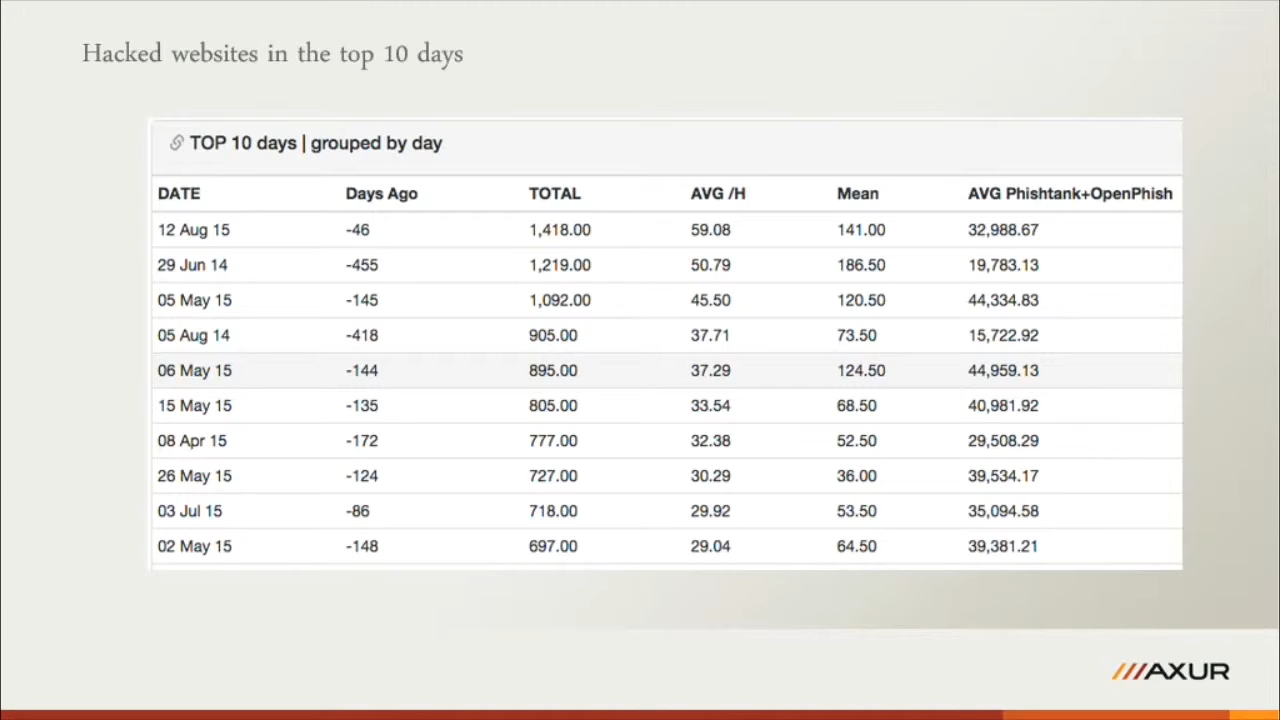 Hacked websites in the top 10 days
TOP 10 days | grouped by day
DATE Days Ago TOTAL AVG /H Mean AVG Phishtank+OpenPhish
12 Aug 15 -46 1,418.00 59.08 141.00 32,988.67
29 Jun 14 -455 1,219.00 50.79 186.50 19,783.13
05 May 15 -145 1,092.00 45.50 120.50 44,334.83
05 Aug 14 -418 905.00 37.71 73.50 15,722.92
06 May 15 -144 895.00 37.29 124.50 44,959.13
15 May 15 -135 805.00 33.54 68.50 40,981.92
08 Apr 15 -172 777.00 32.38 52.50 29,508.29
26 May 15 -124 727.00 30.29 36.00 39,534.17
03 Jul 15 -86 718.00 29.92 53.50 35,094.58
02 May 15 -148 697.00 29.04 64.50 39,381.21
///AXUR